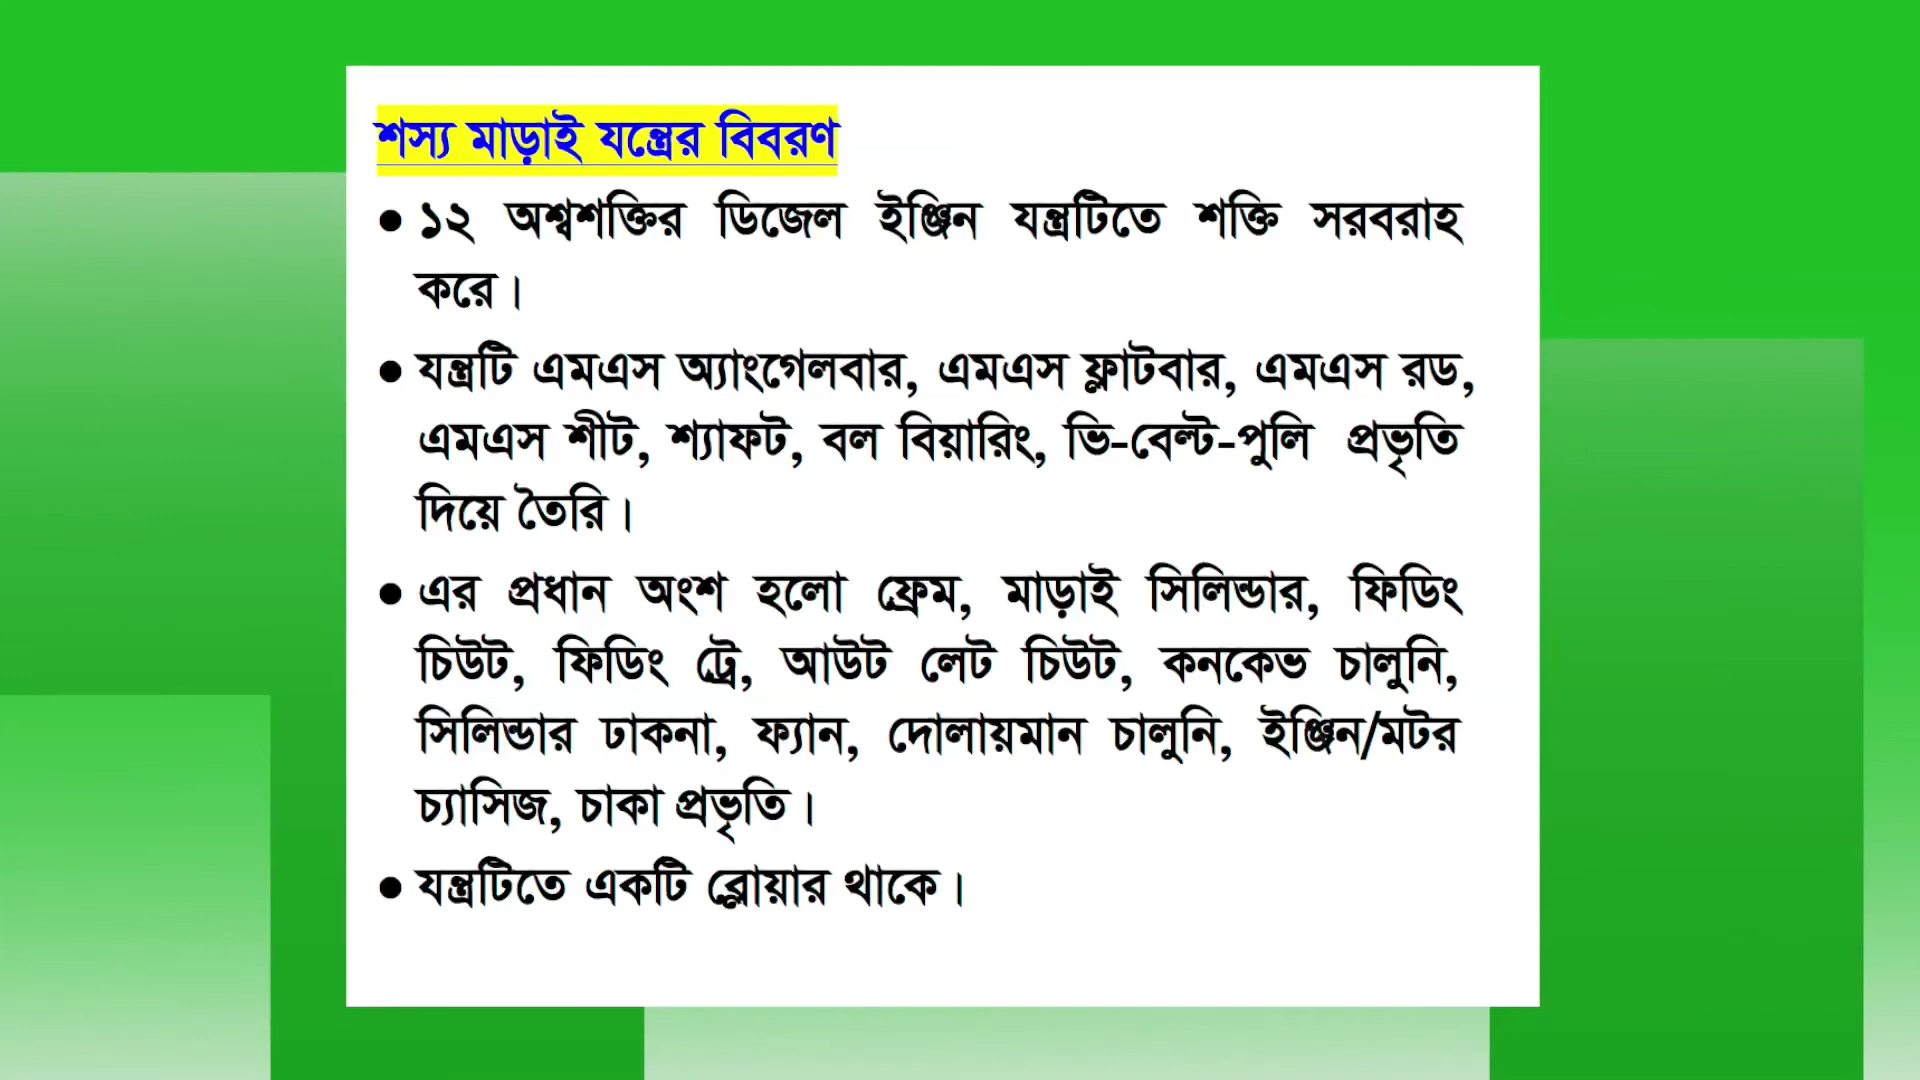 শস্য মাড়াই যন্ত্রের বিবরণ
• ১২ অশ্বশক্তির ডিজেল ইঞ্জিন যন্ত্রটিতে শক্তি সরবরাহ
করে।
• যন্ত্রটি এমএস অ্যাংগেলবার, এমএস ফ্লাটবার, এমএস রড,
এমএস শীট, শ্যাফট, বল বিয়ারিং, ভি-বেল্ট-পুলি প্রভৃতি
দিয়ে তৈরি।
• এর প্রধান অংশ হলো ফ্রেম, মাড়াই সিলিন্ডার, ফিডিং
চিউট, ফিডিং ট্রে, আউট লেট চিউট, কনকেভ চালুনি,
সিলিন্ডার ঢাকনা, ফ্যান, দোলায়মান চালুনি, ইঞ্জিন/মটর
চ্যাসিজ, চাকা প্রভৃতি।
• যন্ত্রটিতে একটি ব্লোয়ার থাকে।